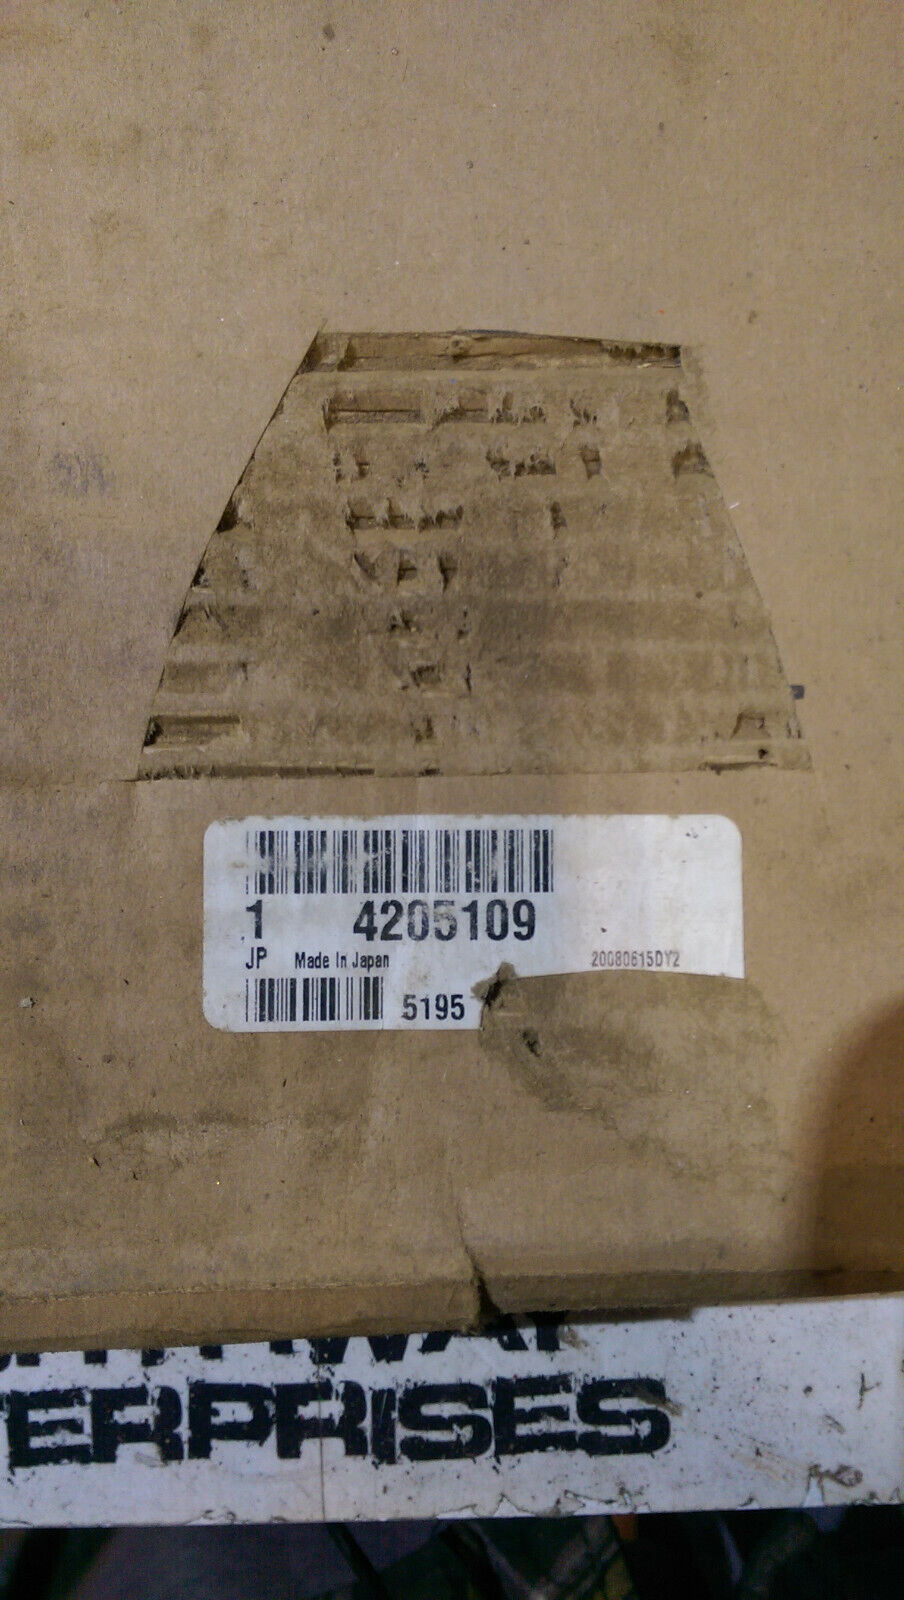 1 4205109
JP Made In Japan 20080615DY2
5195
ERPRISES